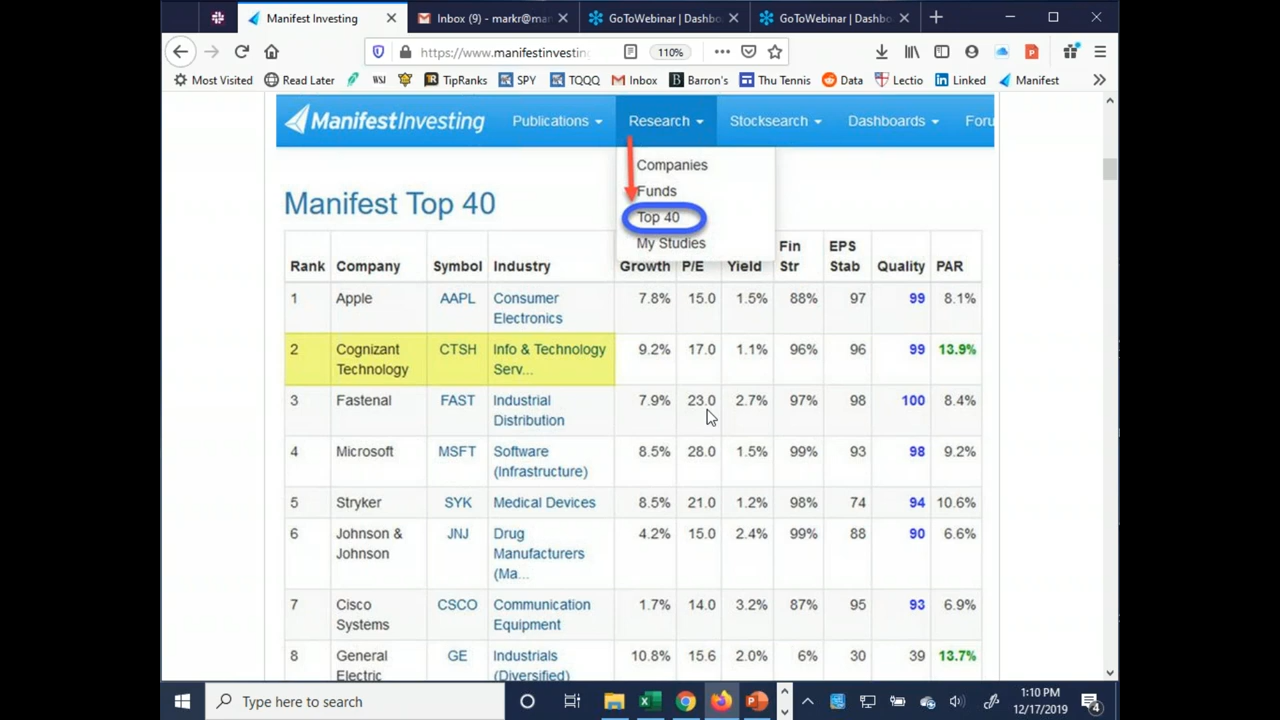 Manifest Investing
Inbox (9) - markr@man
GoToWebinar | Dashbo
GoToWebinar | Dashbo
https://www.manifestinvesting
110%
Most Visited
Read Later
WSJ
TipRanks
SPY
TQQQ
Inbox
Barron's
Thu Tennis
Data
Lectio
Linked
Manifest
ManifestInvesting
Publications
Research
Stocksearch
Dashboards
Foru
Companies
Funds
Top 40
My Studies
Manifest Top 40
Rank Company Symbol Industry Growth P/E Yield Fin Str EPS Stab Quality PAR
1 Apple AAPL Consumer Electronics 7.8% 15.0 1.5% 88% 97 99 8.1%
2 Cognizant Technology CTSH Info & Technology Serv... 9.2% 17.0 1.1% 96% 96 99 13.9%
3 Fastenal FAST Industrial Distribution 7.9% 23.0 2.7% 97% 98 100 8.4%
4 Microsoft MSFT Software (Infrastructure) 8.5% 28.0 1.5% 99% 93 98 9.2%
5 Stryker SYK Medical Devices 8.5% 21.0 1.2% 98% 74 94 10.6%
6 Johnson & Johnson JNJ Drug Manufacturers (Ma... 4.2% 15.0 2.4% 99% 88 90 6.6%
7 Cisco Systems CSCO Communication Equipment 1.7% 14.0 3.2% 87% 95 93 6.9%
8 General Electric GE Industrials (Diversified) 10.8% 15.6 2.0% 6% 30 39 13.7%
Type here to search
1:10 PM
12/17/2019
4